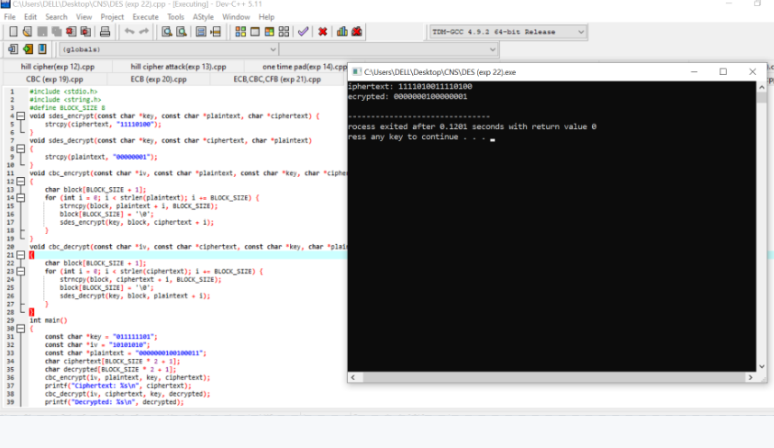 C:\Users\DELL\Desktop\CNS\DES (exp 22).cpp - [Executing] - Dev-C++ 5.11
File Edit Search View Project Execute Tools AStyle Window Help
TDM-GCC 4.9.2 64-bit Release
(globals)
hill cipher(exp 12).cpp hill cipher attack(exp 13).cpp one time pad(exp 14).cpp
CBC (exp 19).cpp ECB (exp 20).cpp ECB,CBC,CFB (exp 21).cpp
C:\Users\DELL\Desktop\CNS\DES (exp 22).exe
iphertext: 1111010011110100
ecrypted: 0000000100000001
-----------------------------
rocess exited after 0.1201 seconds with return value 0
ress any key to continue . . .
1 #include <stdio.h>
2 #include <string.h>
3 #define BLOCK_SIZE 8
4 void sdes_encrypt(const char *key, const char *plaintext, char *ciphertext) {
5 strcpy(ciphertext, "11110100");
6 }
7 void sdes_decrypt(const char *key, const char *ciphertext, char *plaintext)
8 {
9 strcpy(plaintext, "00000001");
10 }
11 void cbc_encrypt(const char *iv, const char *plaintext, const char *key, char *ciphe
12 {
13 char block[BLOCK_SIZE + 1];
14 for (int i = 0; i < strlen(plaintext); i += BLOCK_SIZE) {
15 strncpy(block, plaintext + i, BLOCK_SIZE);
16 block[BLOCK_SIZE] = '\0';
17 sdes_encrypt(key, block, ciphertext + i);
18 }
19 }
20 void cbc_decrypt(const char *iv, const char *ciphertext, const char *key, char *plai
21 {
22 char block[BLOCK_SIZE + 1];
23 for (int i = 0; i < strlen(ciphertext); i += BLOCK_SIZE) {
24 strncpy(block, ciphertext + i, BLOCK_SIZE);
25 block[BLOCK_SIZE] = '\0';
26 sdes_decrypt(key, block, plaintext + i);
27 }
28 }
29 int main()
30 {
31 const char *key = "011111101";
32 const char *iv = "10101010";
33 const char *plaintext = "0000000100100011";
34 char ciphertext[BLOCK_SIZE * 2 + 1];
35 char decrypted[BLOCK_SIZE * 2 + 1];
36 cbc_encrypt(iv, plaintext, key, ciphertext);
37 printf("Ciphertext: %s\n", ciphertext);
38 cbc_decrypt(iv, ciphertext, key, decrypted);
39 printf("Decrypted: %s\n", decrypted);